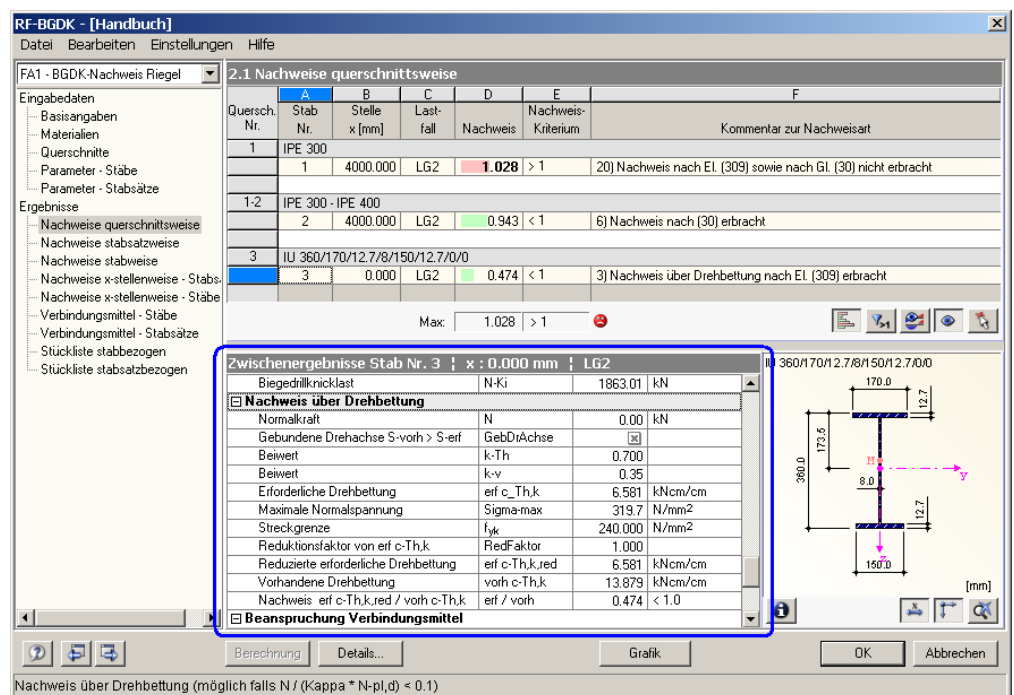 RF-BGDK - [Handbuch]
Datei Bearbeiten Einstellungen Hilfe
FA1 - BGDK-Nachweis Riegel
Eingabedaten
Basisangaben
Materialien
Querschnitte
Parameter - Stäbe
Parameter - Stabsätze
Ergebnisse
Nachweise querschnittsweise
Nachweise stabsatzweise
Nachweise stabweise
Nachweise x-stellenweise - Stabs
Nachweise x-stellenweise - Stäbe
Verbindungsmittel - Stäbe
Verbindungsmittel - Stabsätze
Stückliste stabbezogen
Stückliste stabsatzbezogen
2.1 Nachweise querschnittsweise
A B C D E F
Quersch. Nr. Stab Nr. Stelle x [mm] Last- fall Nachweis Nachweis- Kriterium Kommentar zur Nachweisart
1 IPE 300
1 4000.000 LG2 1.028 > 1 20) Nachweis nach El. (309) sowie nach Gl. (30) nicht erbracht
1-2 IPE 300 - IPE 400
2 4000.000 LG2 0.943 < 1 6) Nachweis nach (30) erbracht
3 IU 360/170/12.7/8/150/12.7/0/0
3 0.000 LG2 0.474 < 1 3) Nachweis über Drehbettung nach El. (309) erbracht
Max: 1.028 > 1
Zwischenergebnisse Stab Nr. 3 ¦ x : 0.000 mm ¦ LG2
Biegedrillknicklast N-Ki 1863.01 kN
Nachweis über Drehbettung
Normalkraft N 0.00 kN
Gebundene Drehachse S-vorh > S-erf GebDrAchse
Beiwert k-Th 0.700
Beiwert k-v 0.35
Erforderliche Drehbettung erf c_Th,k 6.581 kNcm/cm
Maximale Normalspannung Sigma-max 319.7 N/mm2
Streckgrenze fyk 240.000 N/mm2
Reduktionsfaktor von erf c-Th,k RedFaktor 1.000
Reduzierte erforderliche Drehbettung erf c-Th,k,red 6.581 kNcm/cm
Vorhandene Drehbettung vorh c-Th,k 13.879 kNcm/cm
Nachweis erf c-Th,k,red / vorh c-Th,k erf / vorh 0.474 < 1.0
Beanspruchung Verbindungsmittel
IU 360/170/12.7/8/150/12.7/0/0
170.0
12.7
173.5
360.0
M
y
8.0
12.7
z
150.0
[mm]
Berechnung Details... Grafik OK Abbrechen
Nachweis über Drehbettung (möglich falls N / (Kappa * N-pl,d) < 0.1)